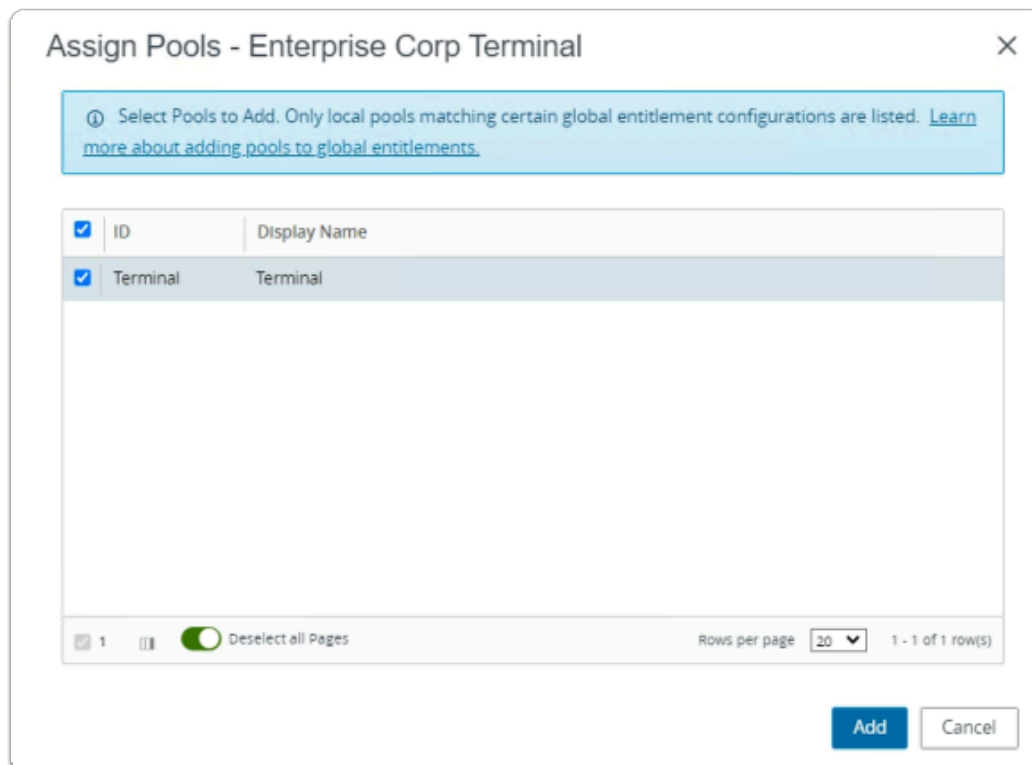 Assign Pools - Enterprise Corp Terminal
Select Pools to Add. Only local pools matching certain global entitlement configurations are listed. Learn
more about adding pools to global entitlements.
ID Display Name
Terminal Terminal
1 Deselect all Pages Rows per page 20 1 - 1 of 1 row(s)
Add Cancel